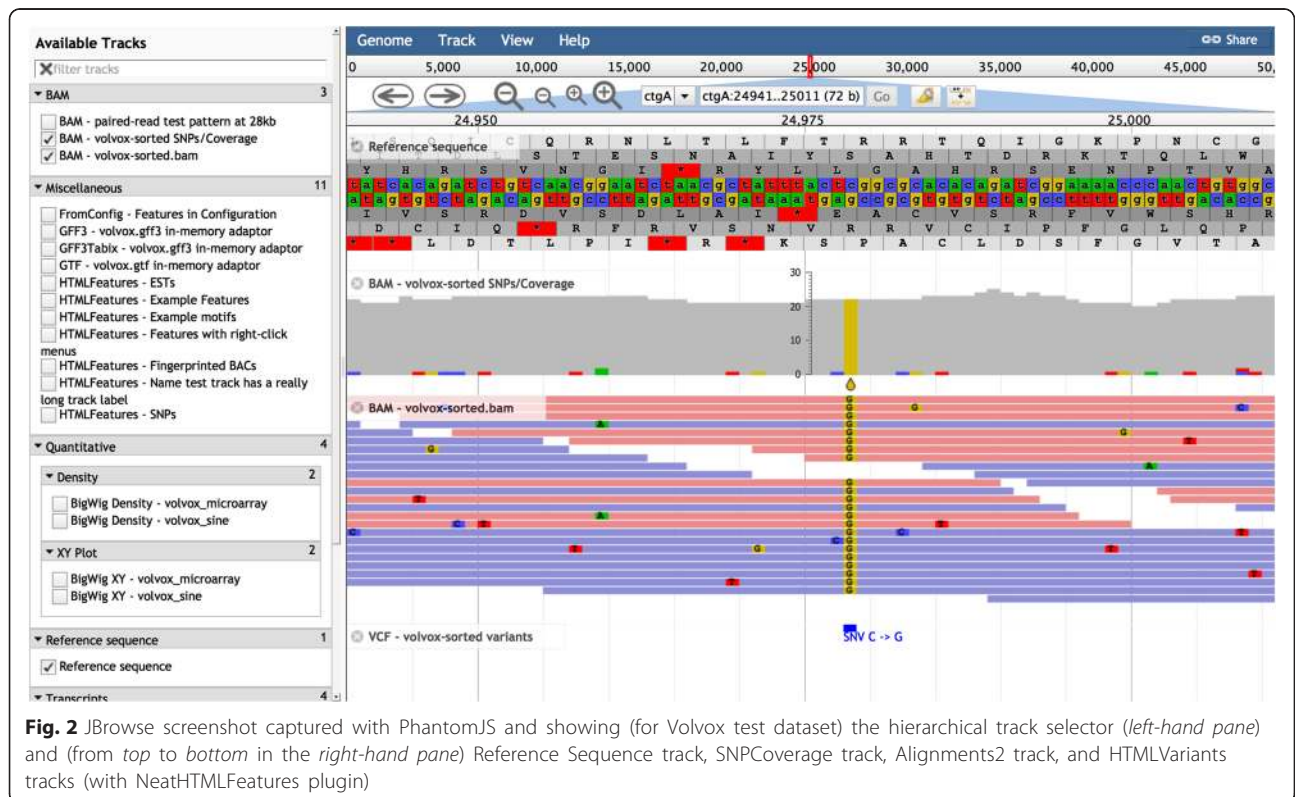 Available Tracks
filter tracks
BAM 3
BAM - paired-read test pattern at 28kb
BAM - volvox-sorted SNPs/Coverage
BAM - volvox-sorted.bam
Miscellaneous 11
FromConfig - Features in Configuration
GFF3 - volvox.gff3 in-memory adaptor
GFF3Tabix - volvox.gff3 in-memory adaptor
GTF - volvox.gtf in-memory adaptor
HTMLFeatures - ESTs
HTMLFeatures - Example Features
HTMLFeatures - Example motifs
HTMLFeatures - Features with right-click
menus
HTMLFeatures - Fingerprinted BACs
HTMLFeatures - Name test track has a really
long track label
HTMLFeatures - SNPs
Quantitative 4
Density 2
BigWig Density - volvox_microarray
BigWig Density - volvox_sine
XY Plot 2
BigWig XY - volvox_microarray
BigWig XY - volvox_sine
Reference sequence 1
Reference sequence
Transcripts 4
Genome Track View Help Share
0 5,000 10,000 15,000 20,000 25,000 30,000 35,000 40,000 45,000 50,
ctgA ctgA:24941..25011 (72 b) Go
24,950 24,975 25,000
Reference sequence
C Q R N L T L F T R R T Q I G K P N C G
S T E S N A I Y S A H T D R K T Q L W
Y H R S V N G I * R Y L L G A H R S E N P T V A
tatcacagatctgtcaacggaatctaacgctatttactcggcgcacacagatcggaaaacccaactgtggc
atagtgtctagacagttgccttagattgcgataaatgagccgcgtgtgtctagccttttgggttgacaccg
I V S R D V S D L A I * E A C V S R F V W S H R
D C I Q * R F R V S N V R R V C I P F G L Q P
* * L D T L P I * R * K S P A C L D S F G V T A
BAM - volvox-sorted SNPs/Coverage
30
20
10
0
BAM - volvox-sorted.bam
VCF - volvox-sorted variants
SNV C -> G
Fig. 2 JBrowse screenshot captured with PhantomJS and showing (for Volvox test dataset) the hierarchical track selector (left-hand pane)
and (from top to bottom in the right-hand pane) Reference Sequence track, SNPCoverage track, Alignments2 track, and HTMLVariants
tracks (with NeatHTMLFeatures plugin)